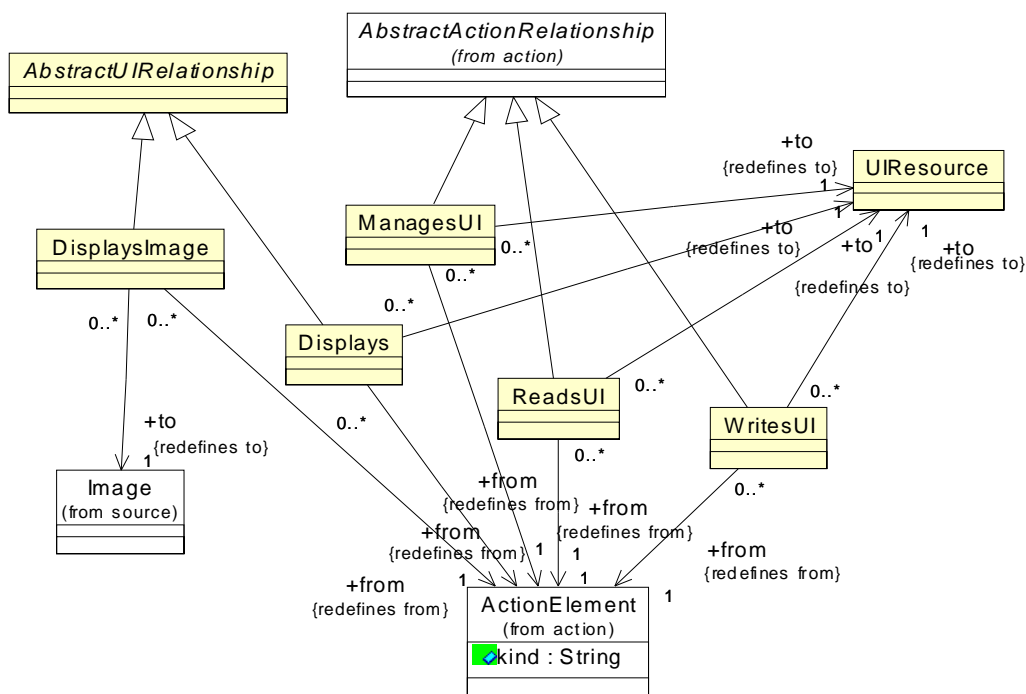 AbstractActionRelationship
(from action)
AbstractUIRelationship
+to
{redefines to}
1
UIResource
ManagesUI
0..*
0..*
1
+to
{redefines to}
+to
1
{redefines to}
1
+to
{redefines to}
DisplaysImage
0..*
0..*
0..*
Displays
0..*
ReadsUI
0..*
0..*
0..*
WritesUI
0..*
+to
{redefines to}
1
Image
(from source)
+from
{redefines from}
+from
{redefines from}
+from
{redefines from}
+from
{redefines from}
+from
{redefines from}
1
1
1
1
ActionElement
(from action)
kind : String